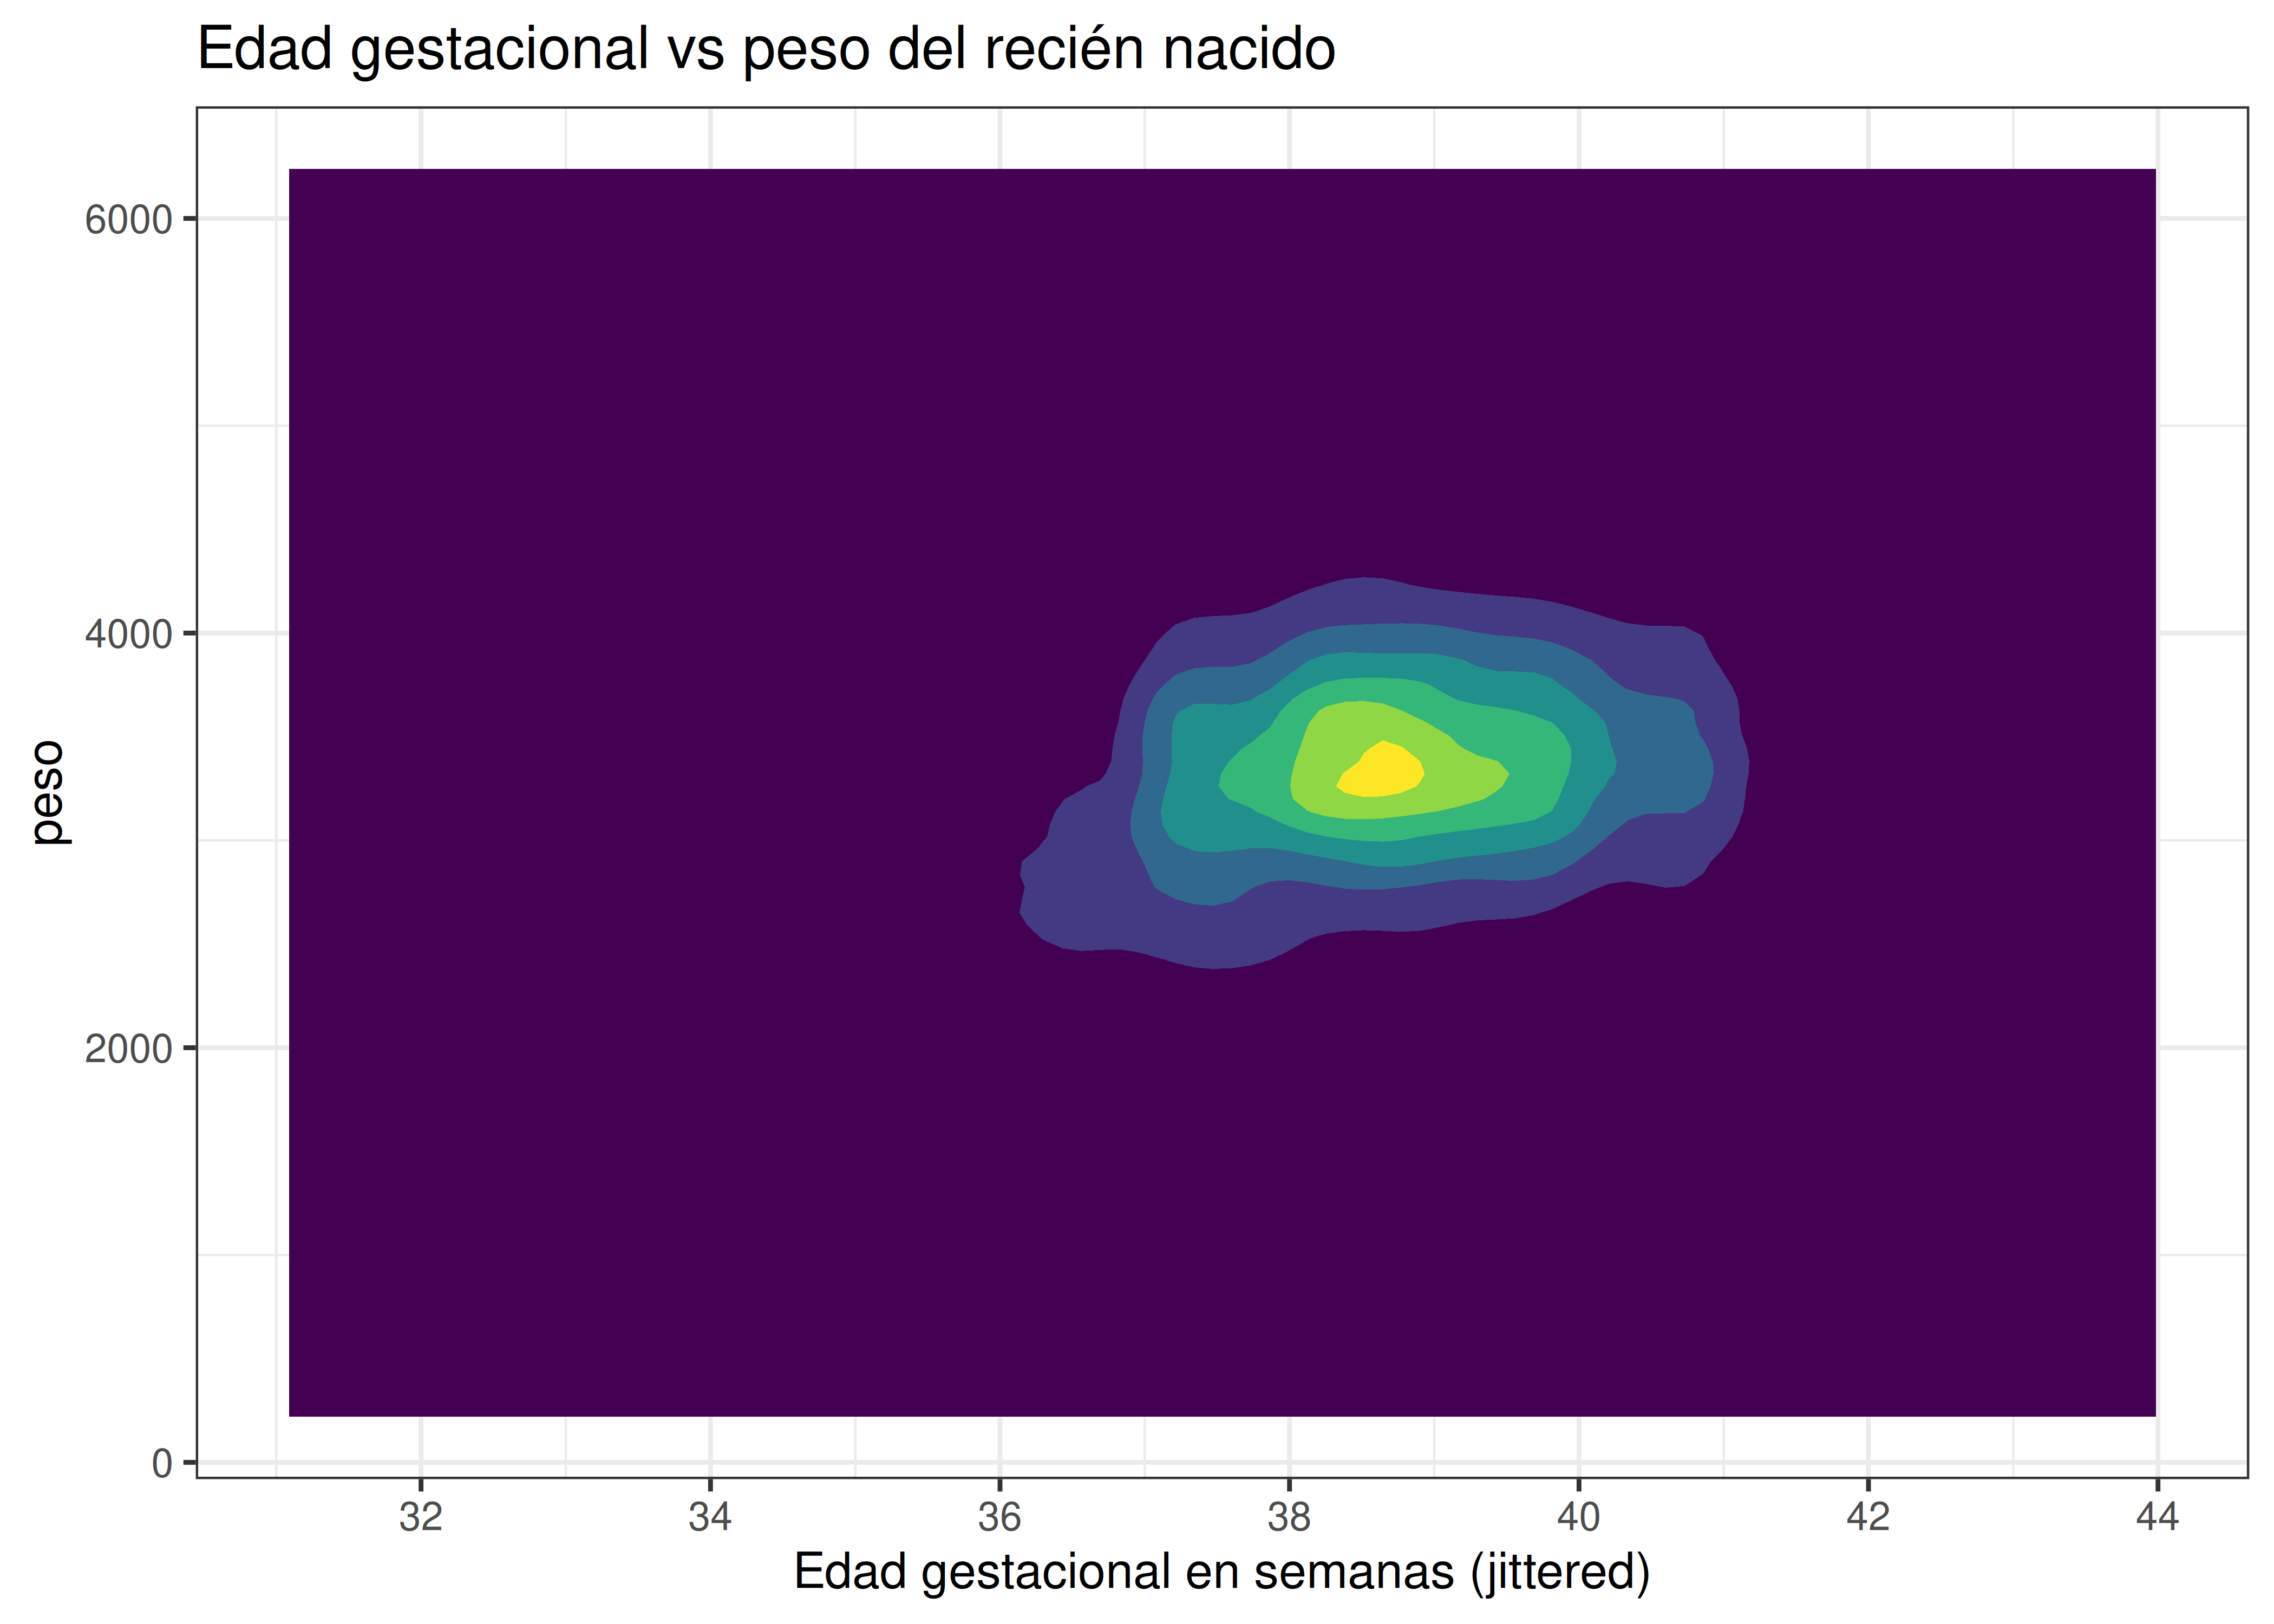 Edad gestacional vs peso del recién nacido
6000
4000
2000
0
peso
32 34 36 38 40 42 44
Edad gestacional en semanas (jittered)